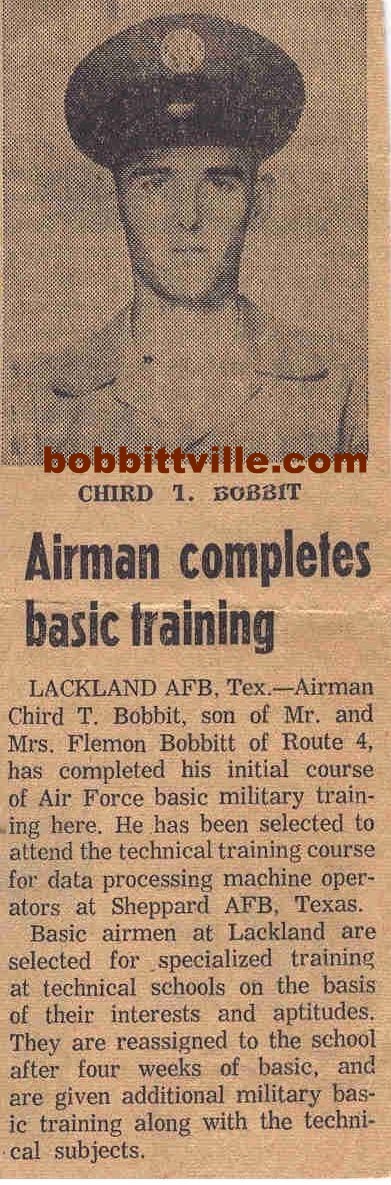 bobbittville.com
CHIRD T. BOBBIT
Airman completes
basic training
LACKLAND AFB, Tex.—Airman
Chird T. Bobbit, son of Mr. and
Mrs. Flemon Bobbitt of Route 4,
has completed his initial course
of Air Force basic military train-
ing here. He has been selected to
attend the technical training course
for data processing machine oper-
ators at Sheppard AFB, Texas.
Basic airmen at Lackland are
selected for specialized training
at technical schools on the basis
of their interests and aptitudes.
They are reassigned to the school
after four weeks of basic, and
are given additional military bas-
ic training along with the techni-
cal subjects.